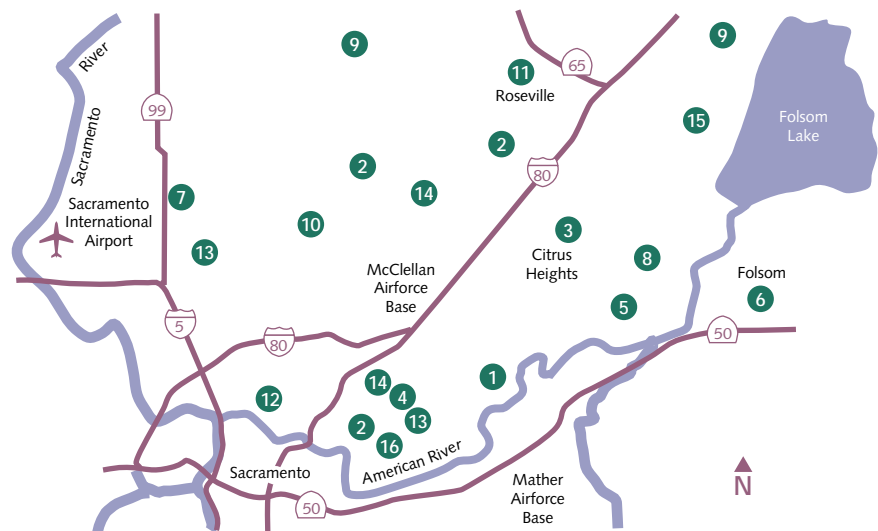 9
9
River
11
65
Roseville
99
15
Folsom
Lake
2
Sacramento
2
80
7
14
Sacramento
International
Airport
10
3
13
Citrus
Heights
8
McClellan
Airforce
Base
Folsom
6
5
5
50
80
1
14
12
4
13
2
16
American River
Sacramento
Mather
Airforce
Base
N
50